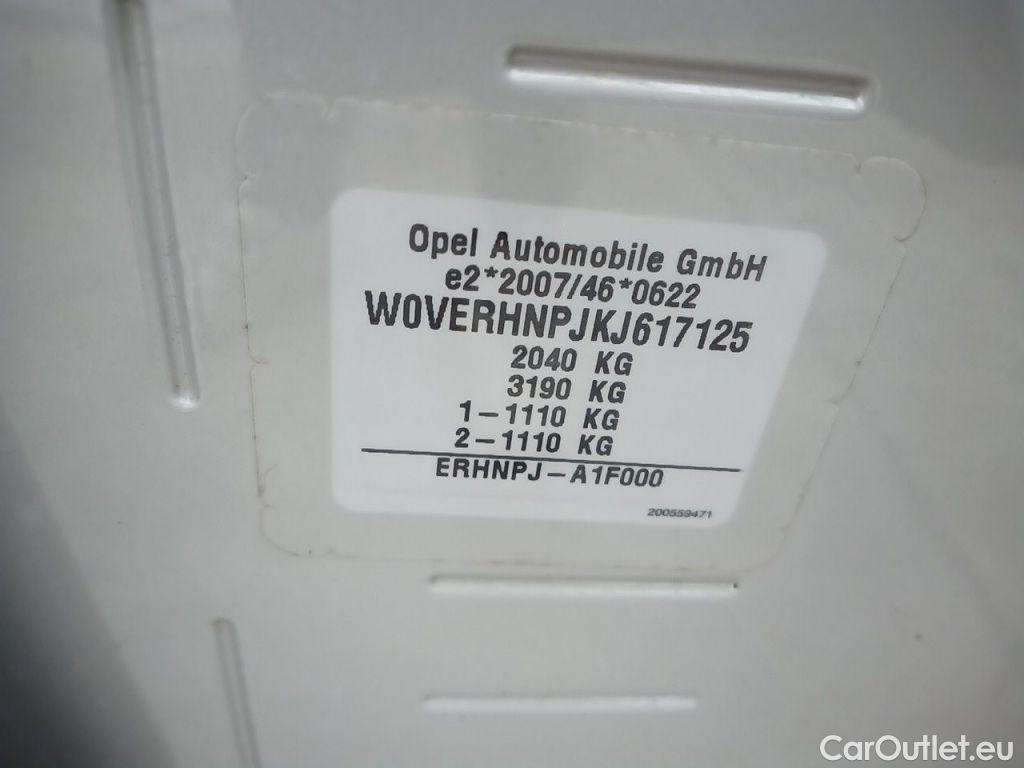 Opel Automobile GmbH
e2*2007/46*0622
W0VERHNPJKJ617125
2040 KG
3190 KG
1-1110 KG
2-1110 KG
ERHNPJ-A1F000
200559471
CarOutlet.eu